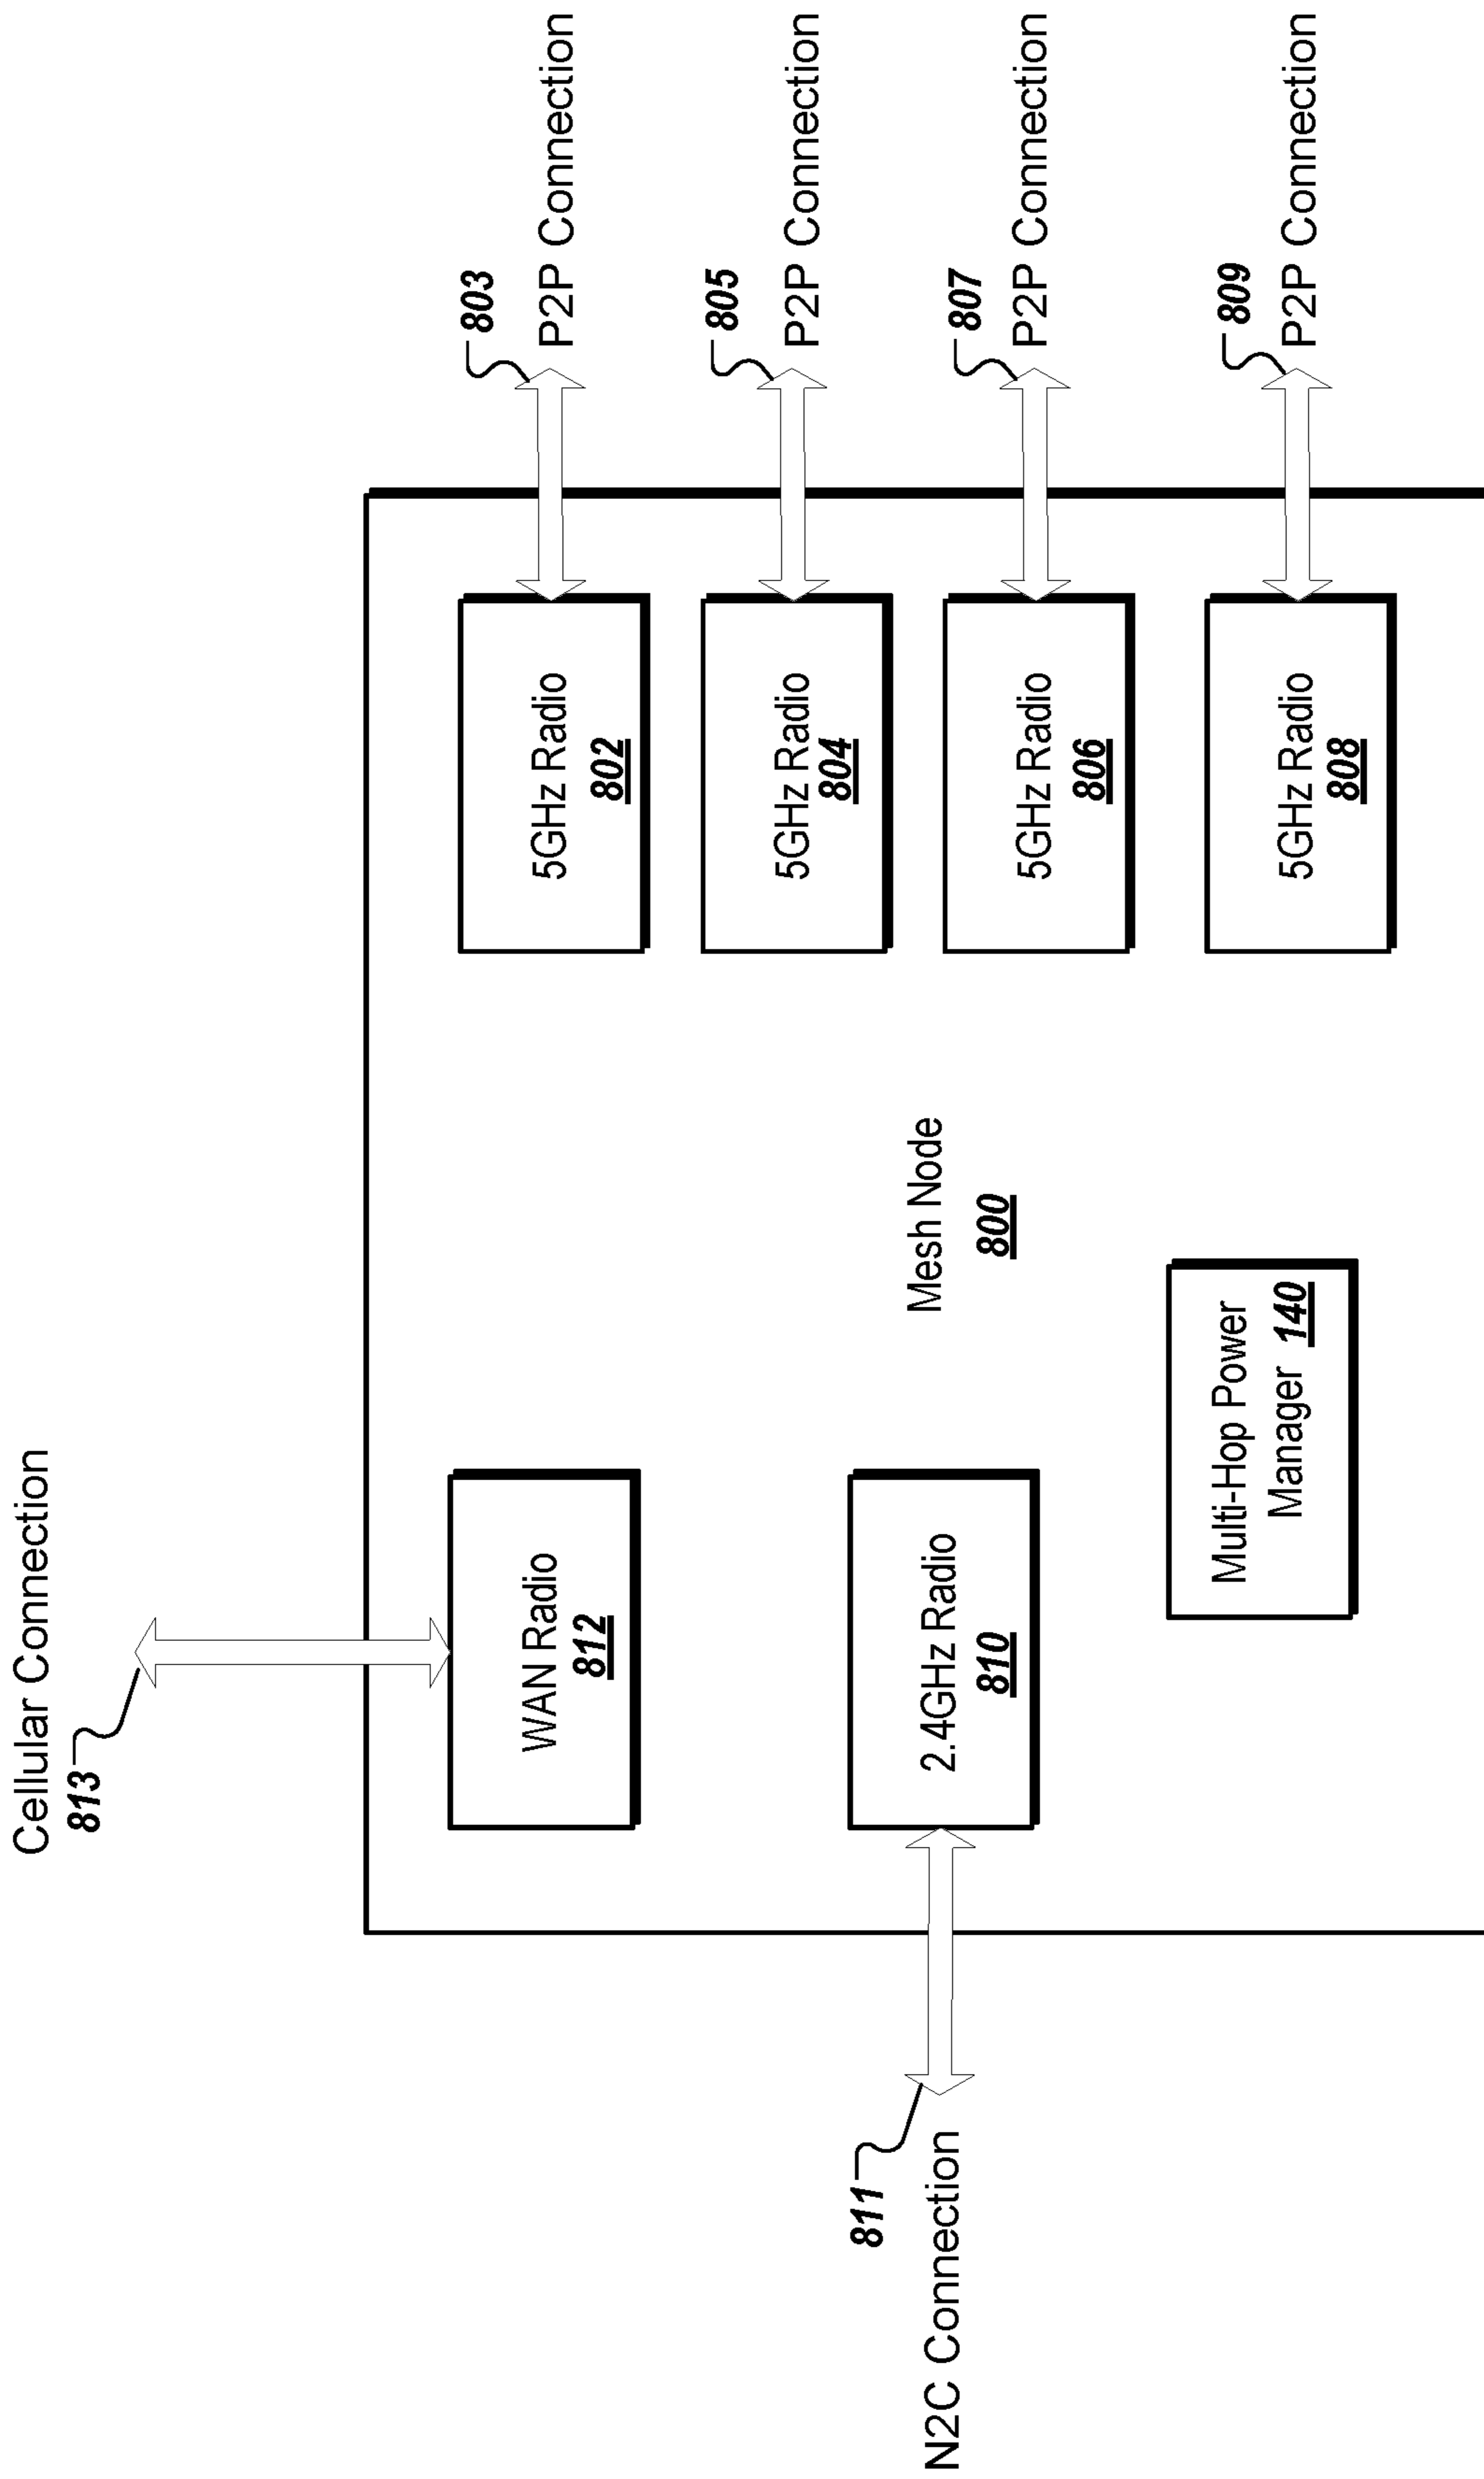 Cellular Connection
813
WAN Radio
812
5GHz Radio
802
803
P2P Connection
5GHz Radio
804
805
P2P Connection
N2C Connection
811
2.4GHz Radio
810
Mesh Node
800
5GHz Radio
806
807
P2P Connection
Multi-Hop Power
Manager 140
5GHz Radio
808
809
P2P Connection